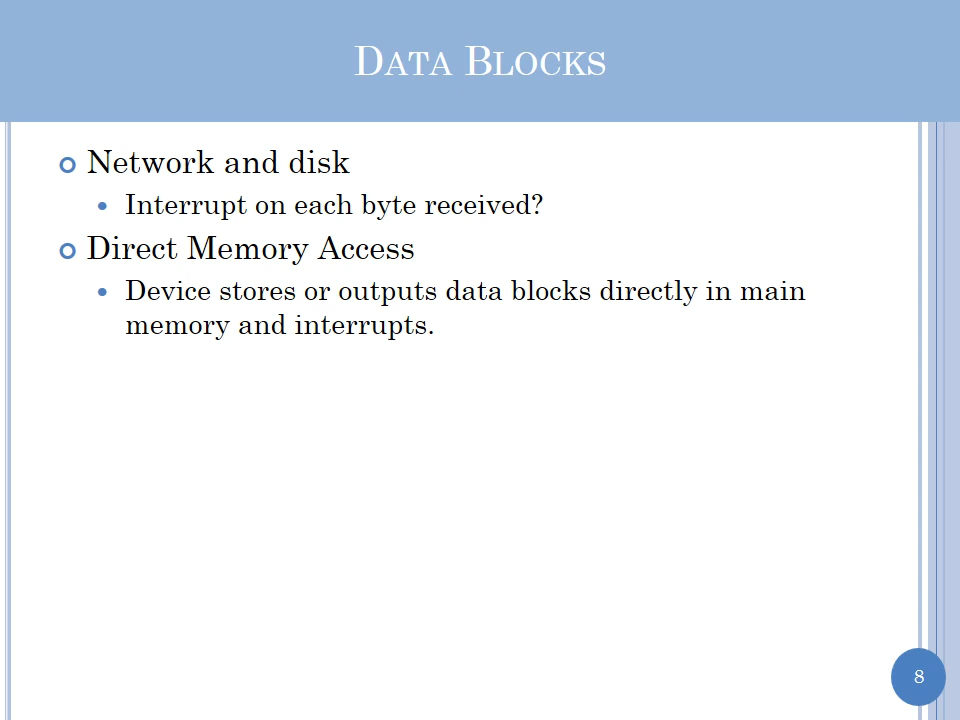 DATA BLOCKS
Network and disk
Interrupt on each byte received?
Direct Memory Access
Device stores or outputs data blocks directly in main
memory and interrupts.
8